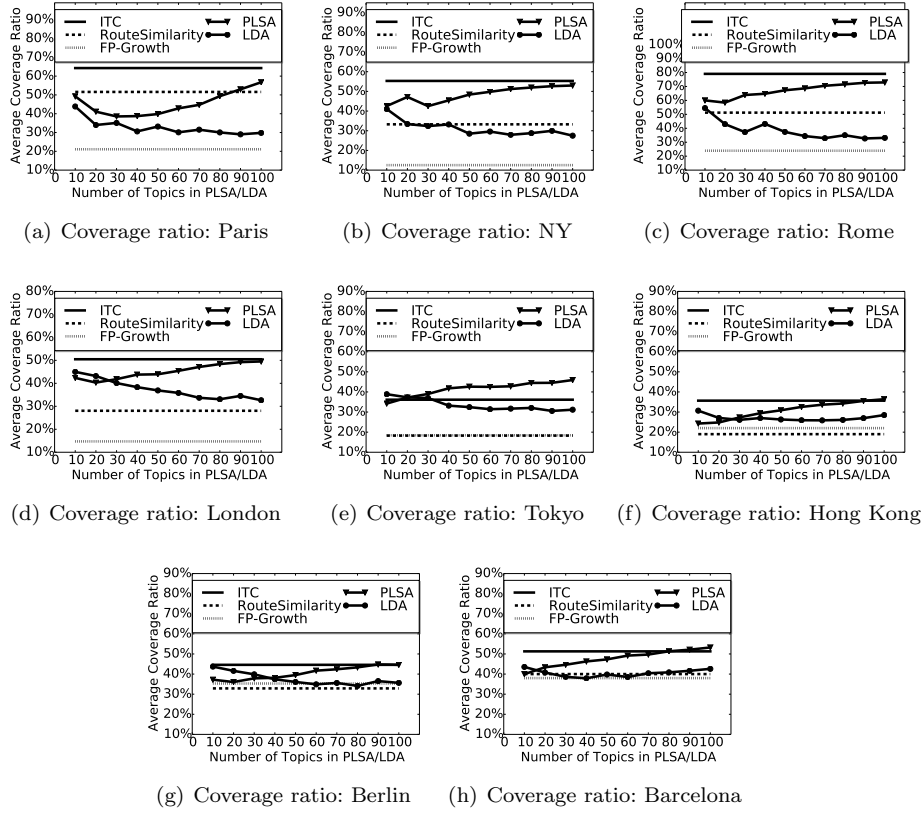 Average Coverage Ratio
90%
80%
70%
60%
50%
40%
30%
20%
10%
0 10 20 30 40 50 60 70 80 90 100
Number of Topics in PLSA/LDA
ITC PLSA
RouteSimilarity LDA
FP-Growth
(a) Coverage ratio: Paris
Average Coverage Ratio
90%
80%
70%
60%
50%
40%
30%
20%
10%
0 10 20 30 40 50 60 70 80 90 100
Number of Topics in PLSA/LDA
ITC PLSA
RouteSimilarity LDA
FP-Growth
(b) Coverage ratio: NY
Average Coverage Ratio
100%
90%
80%
70%
60%
50%
40%
30%
20%
10%
0 10 20 30 40 50 60 70 80 90 100
Number of Topics in PLSA/LDA
ITC PLSA
RouteSimilarity LDA
FP-Growth
(c) Coverage ratio: Rome
Average Coverage Ratio
80%
70%
60%
50%
40%
30%
20%
10%
0 10 20 30 40 50 60 70 80 90 100
Number of Topics in PLSA/LDA
ITC PLSA
RouteSimilarity LDA
FP-Growth
(d) Coverage ratio: London
Average Coverage Ratio
90%
80%
70%
60%
50%
40%
30%
20%
10%
0 10 20 30 40 50 60 70 80 90 100
Number of Topics in PLSA/LDA
ITC PLSA
RouteSimilarity LDA
FP-Growth
(e) Coverage ratio: Tokyo
Average Coverage Ratio
90%
80%
70%
60%
50%
40%
30%
20%
10%
0 10 20 30 40 50 60 70 80 90 100
Number of Topics in PLSA/LDA
ITC PLSA
RouteSimilarity LDA
FP-Growth
(f) Coverage ratio: Hong Kong
Average Coverage Ratio
90%
80%
70%
60%
50%
40%
30%
20%
10%
0 10 20 30 40 50 60 70 80 90 100
Number of Topics in PLSA/LDA
ITC PLSA
RouteSimilarity LDA
FP-Growth
(g) Coverage ratio: Berlin
Average Coverage Ratio
90%
80%
70%
60%
50%
40%
30%
20%
10%
0 10 20 30 40 50 60 70 80 90 100
Number of Topics in PLSA/LDA
ITC PLSA
RouteSimilarity LDA
FP-Growth
(h) Coverage ratio: Barcelona